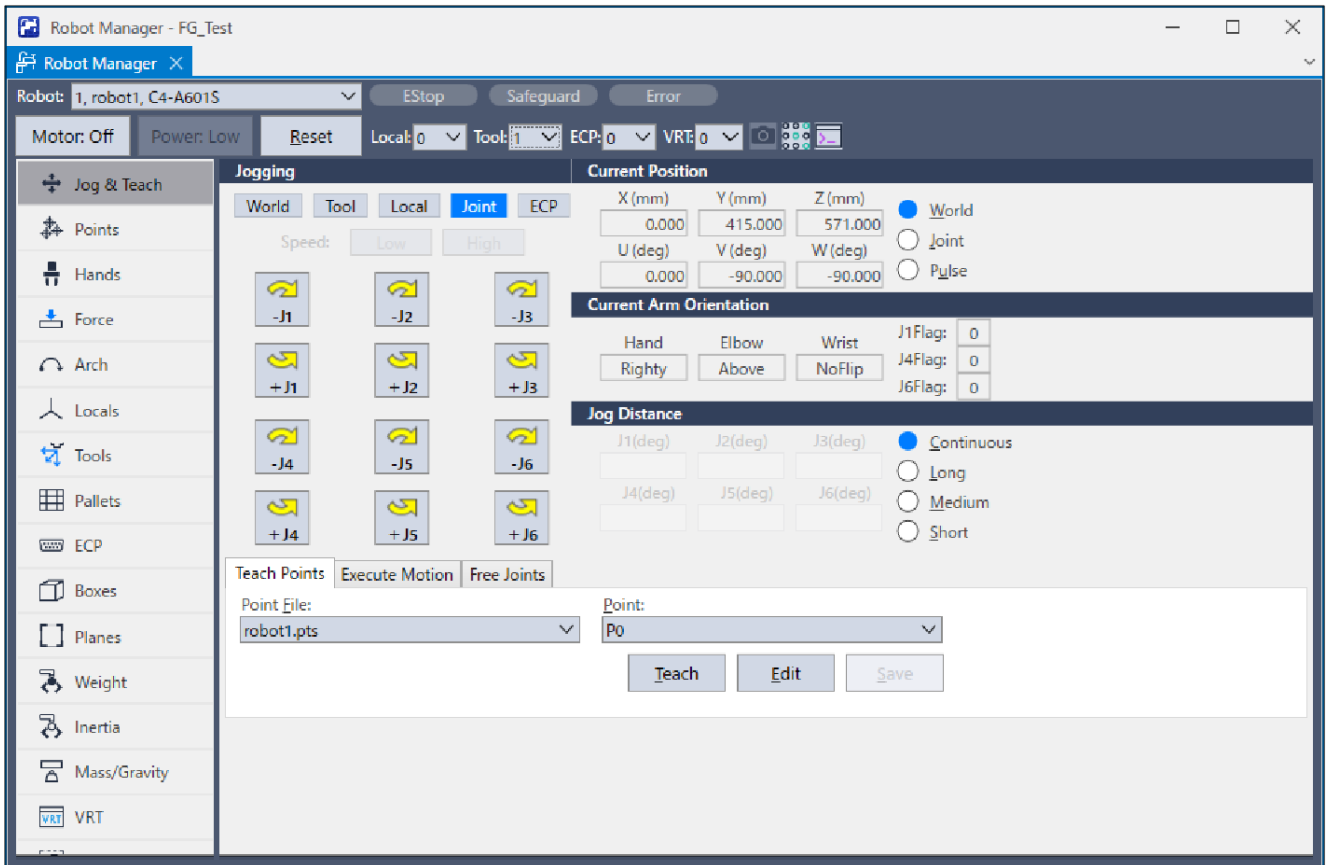 Robot Manager - FG_Test
Robot Manager
Robot: 1, robot1, C4-A601S EStop Safeguard Error
Motor: Off Power: Low Reset Local: 0 Tool: 1 ECP: 0 VRT: 0
Jog & Teach
Points
Hands
Force
Arch
Locals
Tools
Pallets
ECP
Boxes
Planes
Weight
Inertia
Mass/Gravity
VRT VRT
Jogging
World Tool Local Joint ECP
Speed: Low High
-J1 -J2 -J3
+J1 +J2 +J3
-J4 -J5 -J6
+J4 +J5 +J6
Current Position
X (mm) Y (mm) Z (mm)
0.000 415.000 571.000
U (deg) V (deg) W (deg)
0.000 -90.000 -90.000
World
Joint
Pulse
Current Arm Orientation
Hand Elbow Wrist
Righty Above NoFlip
J1Flag: 0
J4Flag: 0
J6Flag: 0
Jog Distance
J1(deg) J2(deg) J3(deg)
J4(deg) J5(deg) J6(deg)
Continuous
Long
Medium
Short
Teach Points Execute Motion Free Joints
Point File: Point:
robot1.pts P0
Teach Edit Save